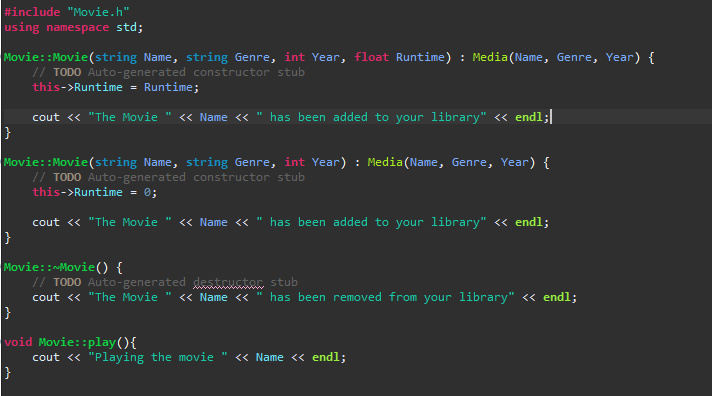 #include "Movie.h"
using namespace std;
Movie::Movie(string Name, string Genre, int Year, float Runtime) : Media(Name, Genre, Year) {
// TODO Auto-generated constructor stub
this->Runtime = Runtime;
cout << "The Movie " << Name << " has been added to your library" << endl;
}
Movie::Movie(string Name, string Genre, int Year) : Media(Name, Genre, Year) {
// TODO Auto-generated constructor stub
this->Runtime = 0;
cout << "The Movie " << Name << " has been added to your library" << endl;
}
Movie::~Movie() {
// TODO Auto-generated destructor stub
cout << "The Movie " << Name << " has been removed from your library" << endl;
}
void Movie::play(){
cout << "Playing the movie " << Name << endl;
}